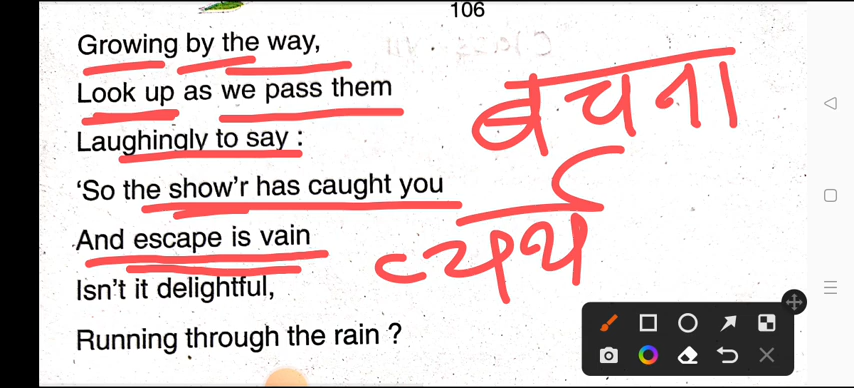 106
Growing by the way,
Look up as we pass them
Laughingly to say :
‘So the show’r has caught you
And escape is vain
Isn’t it delightful,
Running through the rain ?
बचना
व्यर्थ